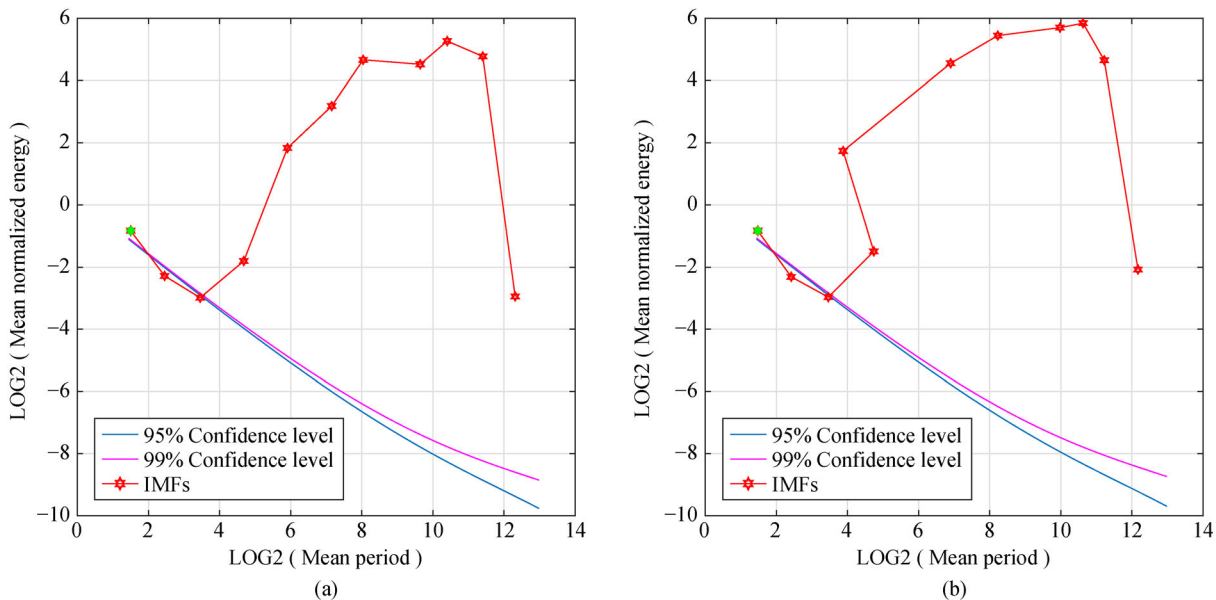 6
4
2
0
−2
−4
−6
−8
−10
LOG2 ( Mean normalized energy )
95% Confidence level
99% Confidence level
IMFs
0 2 4 6 8 10 12 14
LOG2 ( Mean period )
(a)
6
4
2
0
−2
−4
−6
−8
−10
LOG2 ( Mean normalized energy )
95% Confidence level
99% Confidence level
IMFs
0 2 4 6 8 10 12 14
LOG2 ( Mean period )
(b)